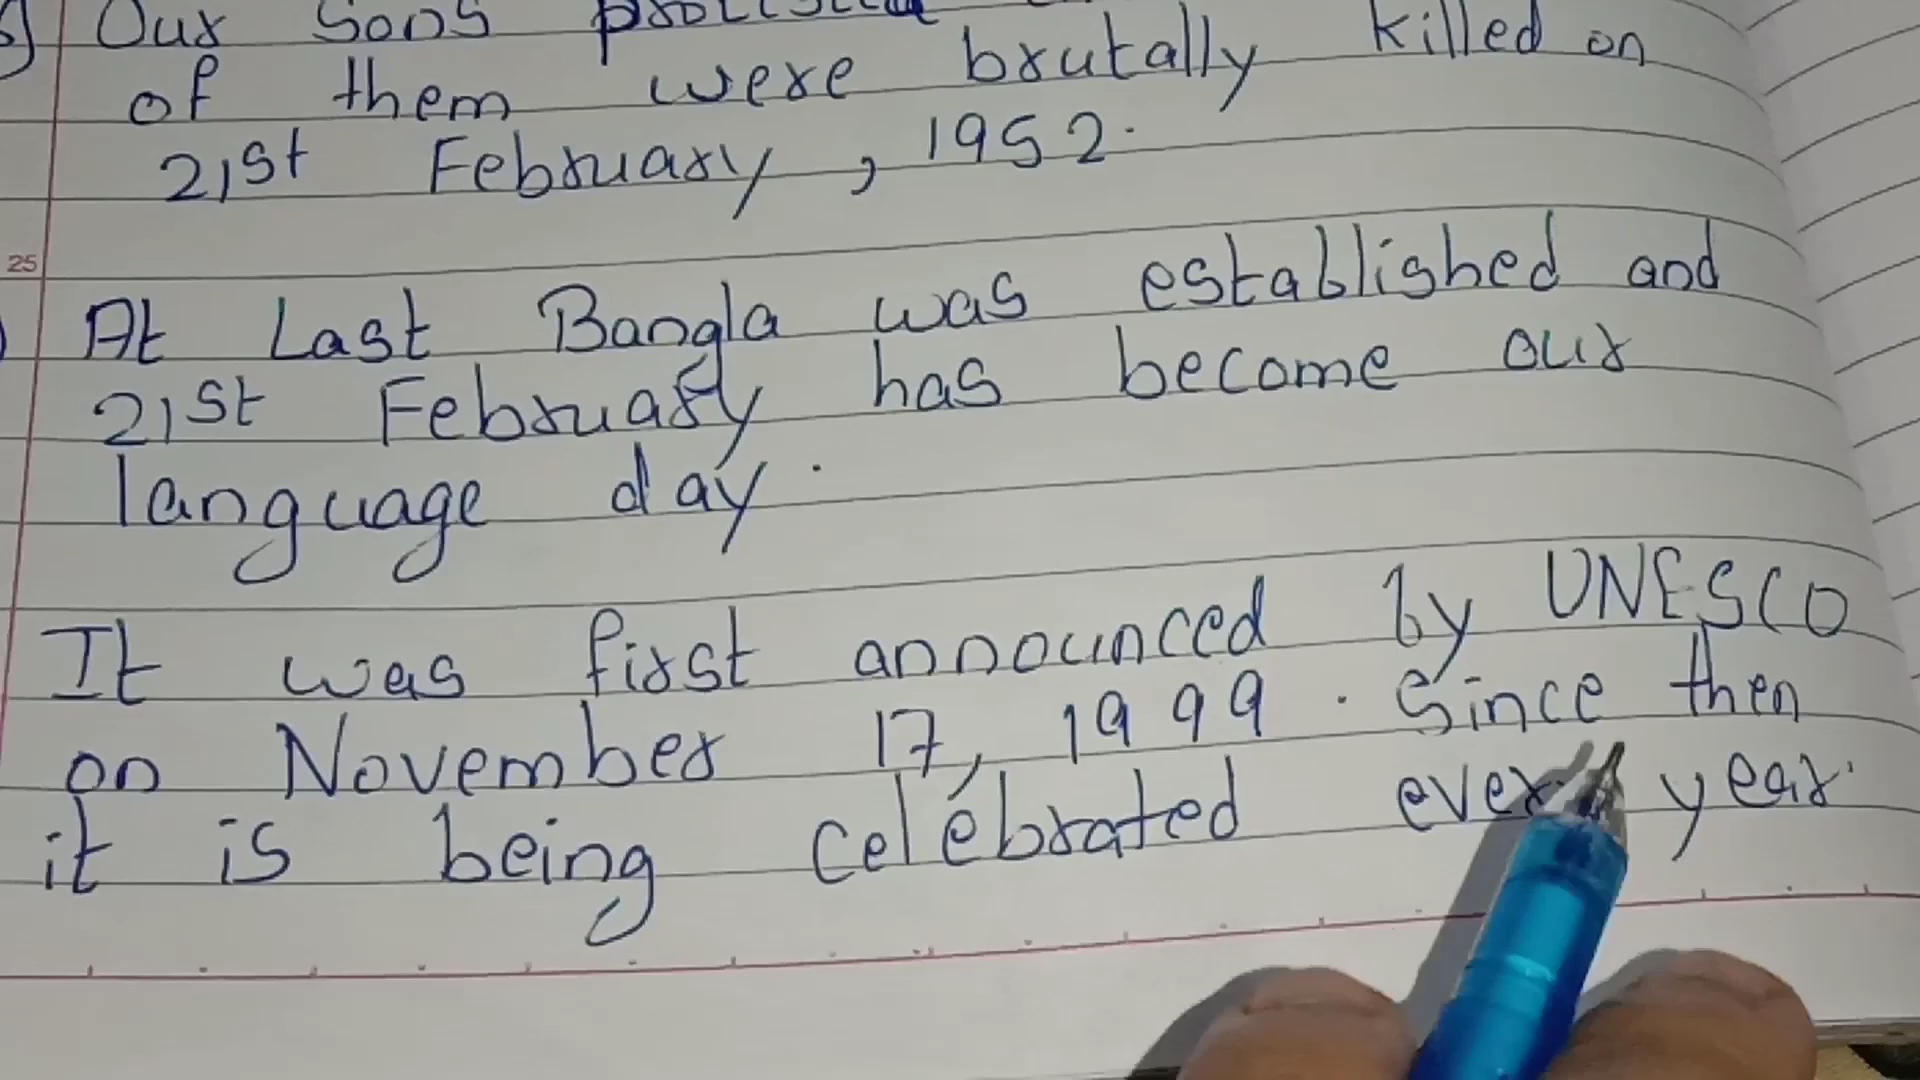 Our sons
of them were brutally killed on
21st February, 1952.
25
At Last Bangla was established and
21st February has become our
language day.
It was first announced by UNESCO
on November 17, 1999. Since then
it is being celebrated every year.